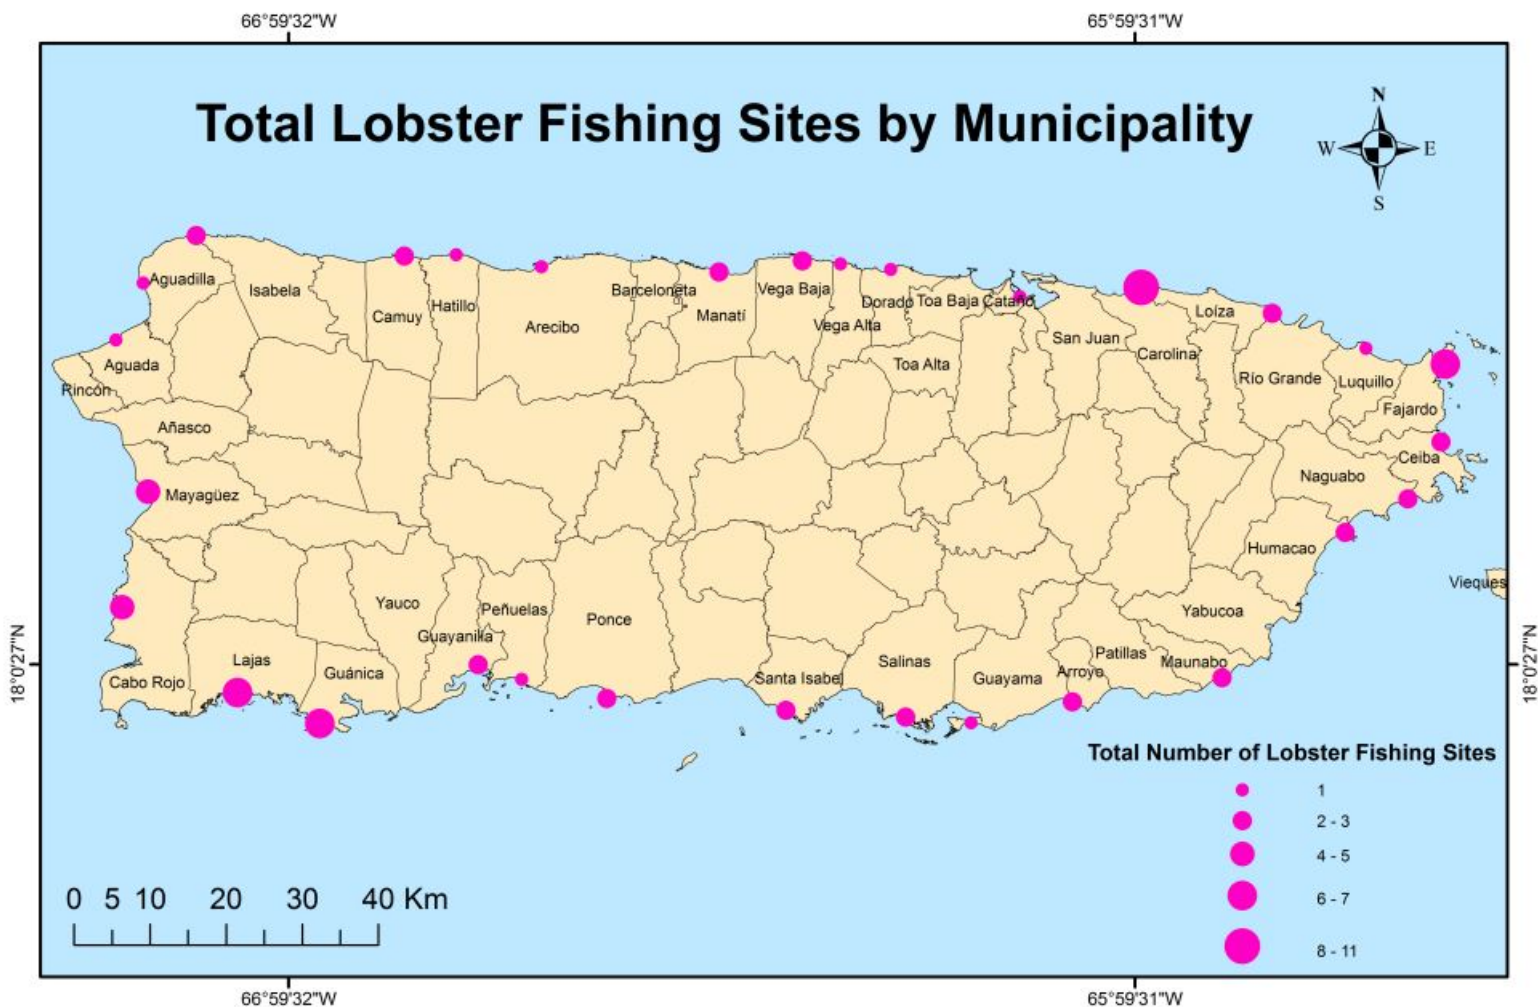 66°59'32"W
65°59'31"W
Total Lobster Fishing Sites by Municipality
N
W
E
S
Aguadilla
Isabela
Camuy
Hatillo
Arecibo
Barceloneta
Manatí
Vega Baja
Vega Alta
Dorado
Toa Baja
Cataño
Toa Alta
San Juan
Carolina
Loíza
Río Grande
Luquillo
Fajardo
Ceiba
Aguada
Rincón
Añasco
Mayagüez
Naguabo
Humacao
Vieques
Yauco
Peñuelas
Guayanilla
Ponce
Yabucoa
Lajas
Guánica
Cabo Rojo
Santa Isabel
Salinas
Guayama
Arroyo
Patillas
Maunabo
18°0'27"N
18°0'27"N
Total Number of Lobster Fishing Sites
1
2 - 3
4 - 5
6 - 7
8 - 11
0 5 10 20 30 40 Km
66°59'32"W
65°59'31"W